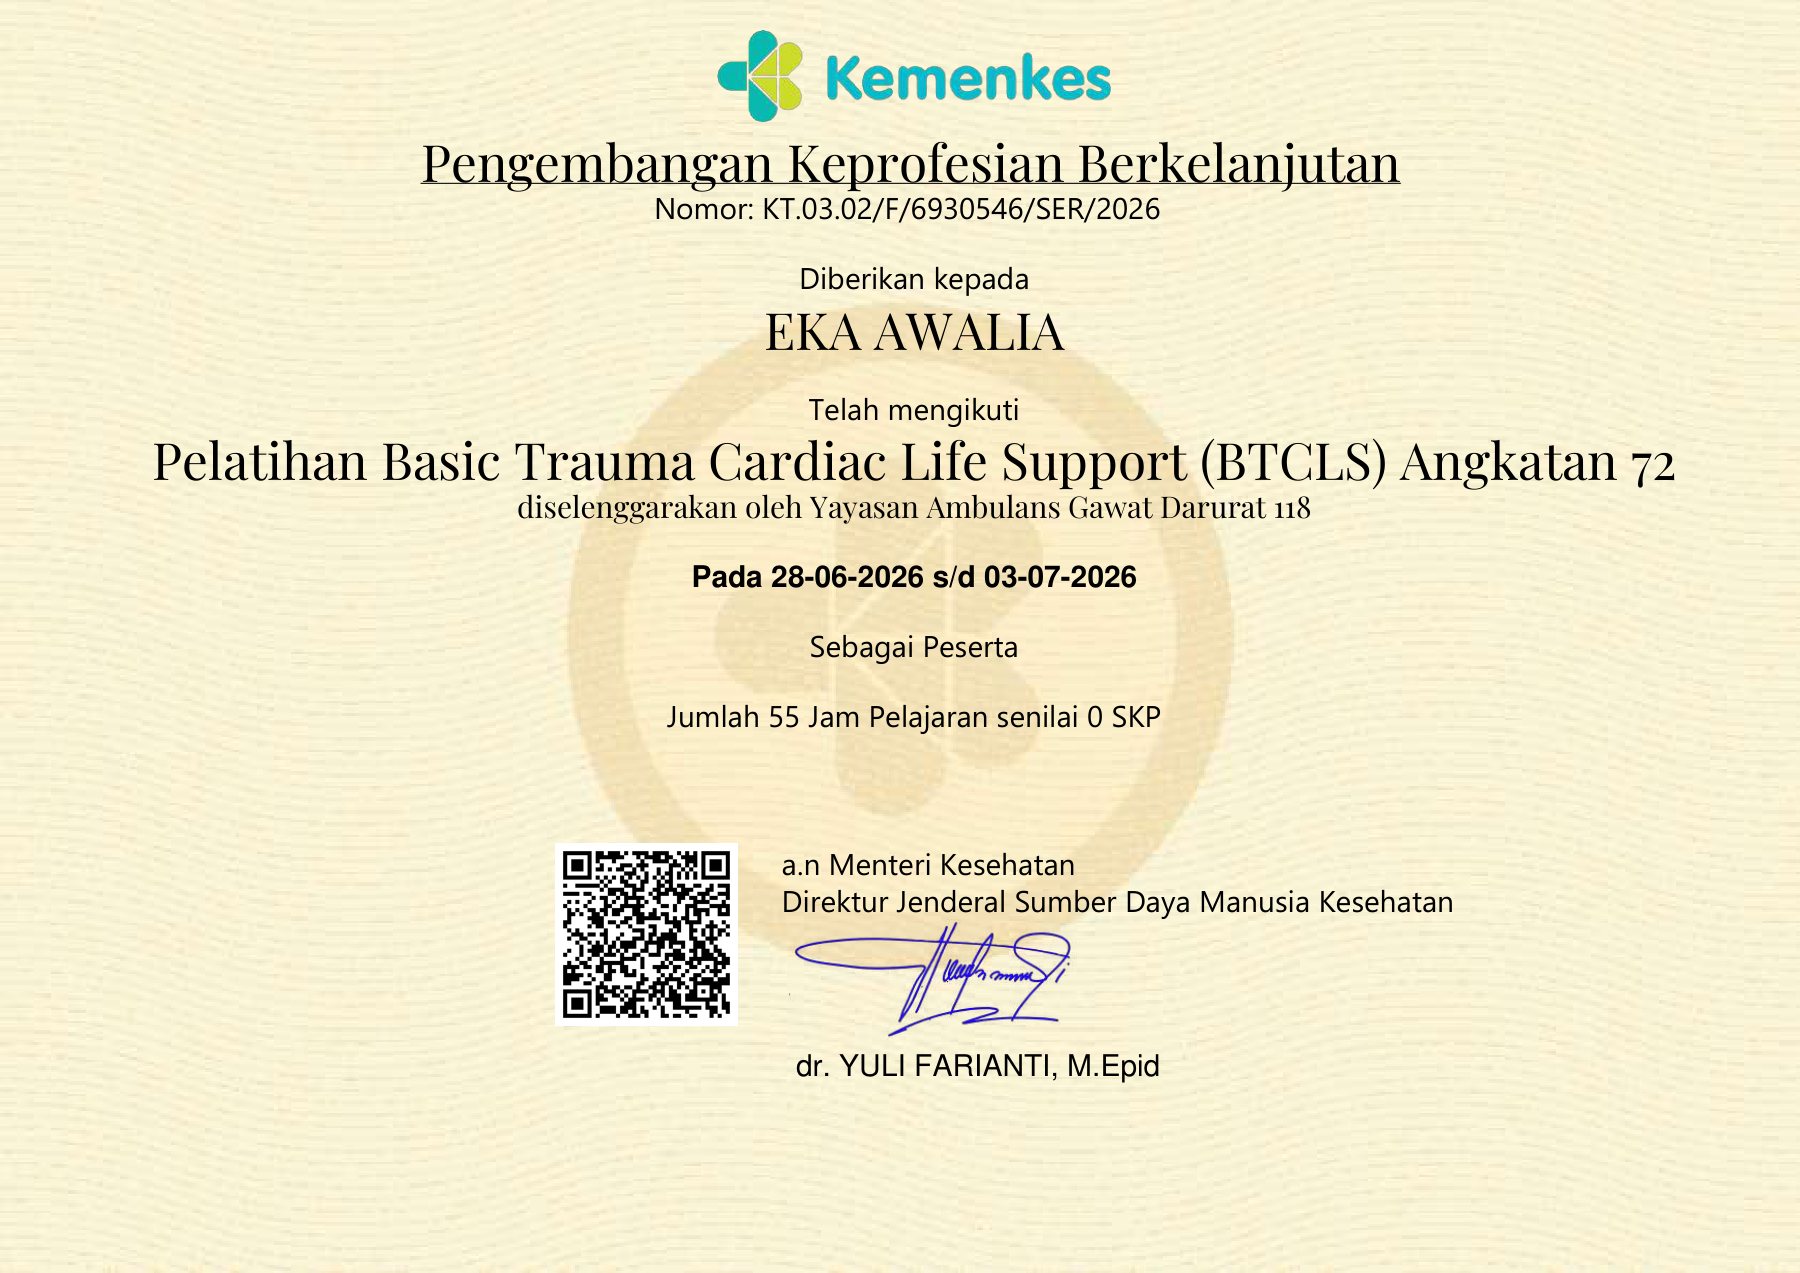 Kemenkes
Pengembangan Keprofesian Berkelanjutan
Nomor: KT.03.02/F/6930546/SER/2026
Diberikan kepada
EKA AWALIA
Telah mengikuti
Pelatihan Basic Trauma Cardiac Life Support (BTCLS) Angkatan 72
diselenggarakan oleh Yayasan Ambulans Gawat Darurat 118
Pada 28-06-2026 s/d 03-07-2026
Sebagai Peserta
Jumlah 55 Jam Pelajaran senilai 0 SKP
a.n Menteri Kesehatan
Direktur Jenderal Sumber Daya Manusia Kesehatan
dr. YULI FARIANTI, M.Epid